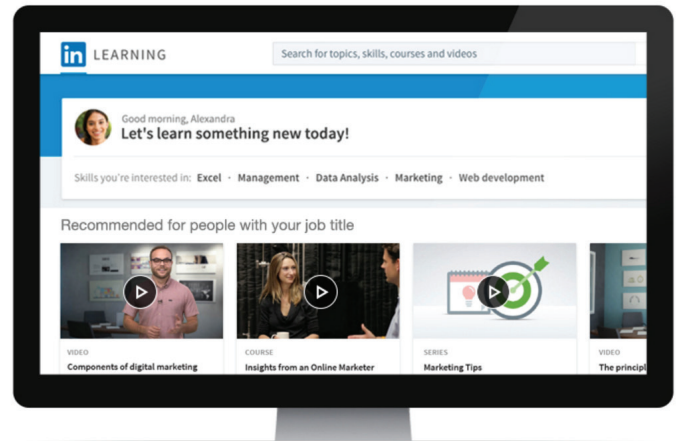 in LEARNING
Search for topics, skills, courses and videos
Good morning, Alexandra
Let's learn something new today!
Skills you're interested in: Excel · Management · Data Analysis · Marketing · Web development
Recommended for people with your job title
VIDEO
Components of digital marketing
COURSE
Insights from an Online Marketer
SERIES
Marketing Tips
VIDEO
The